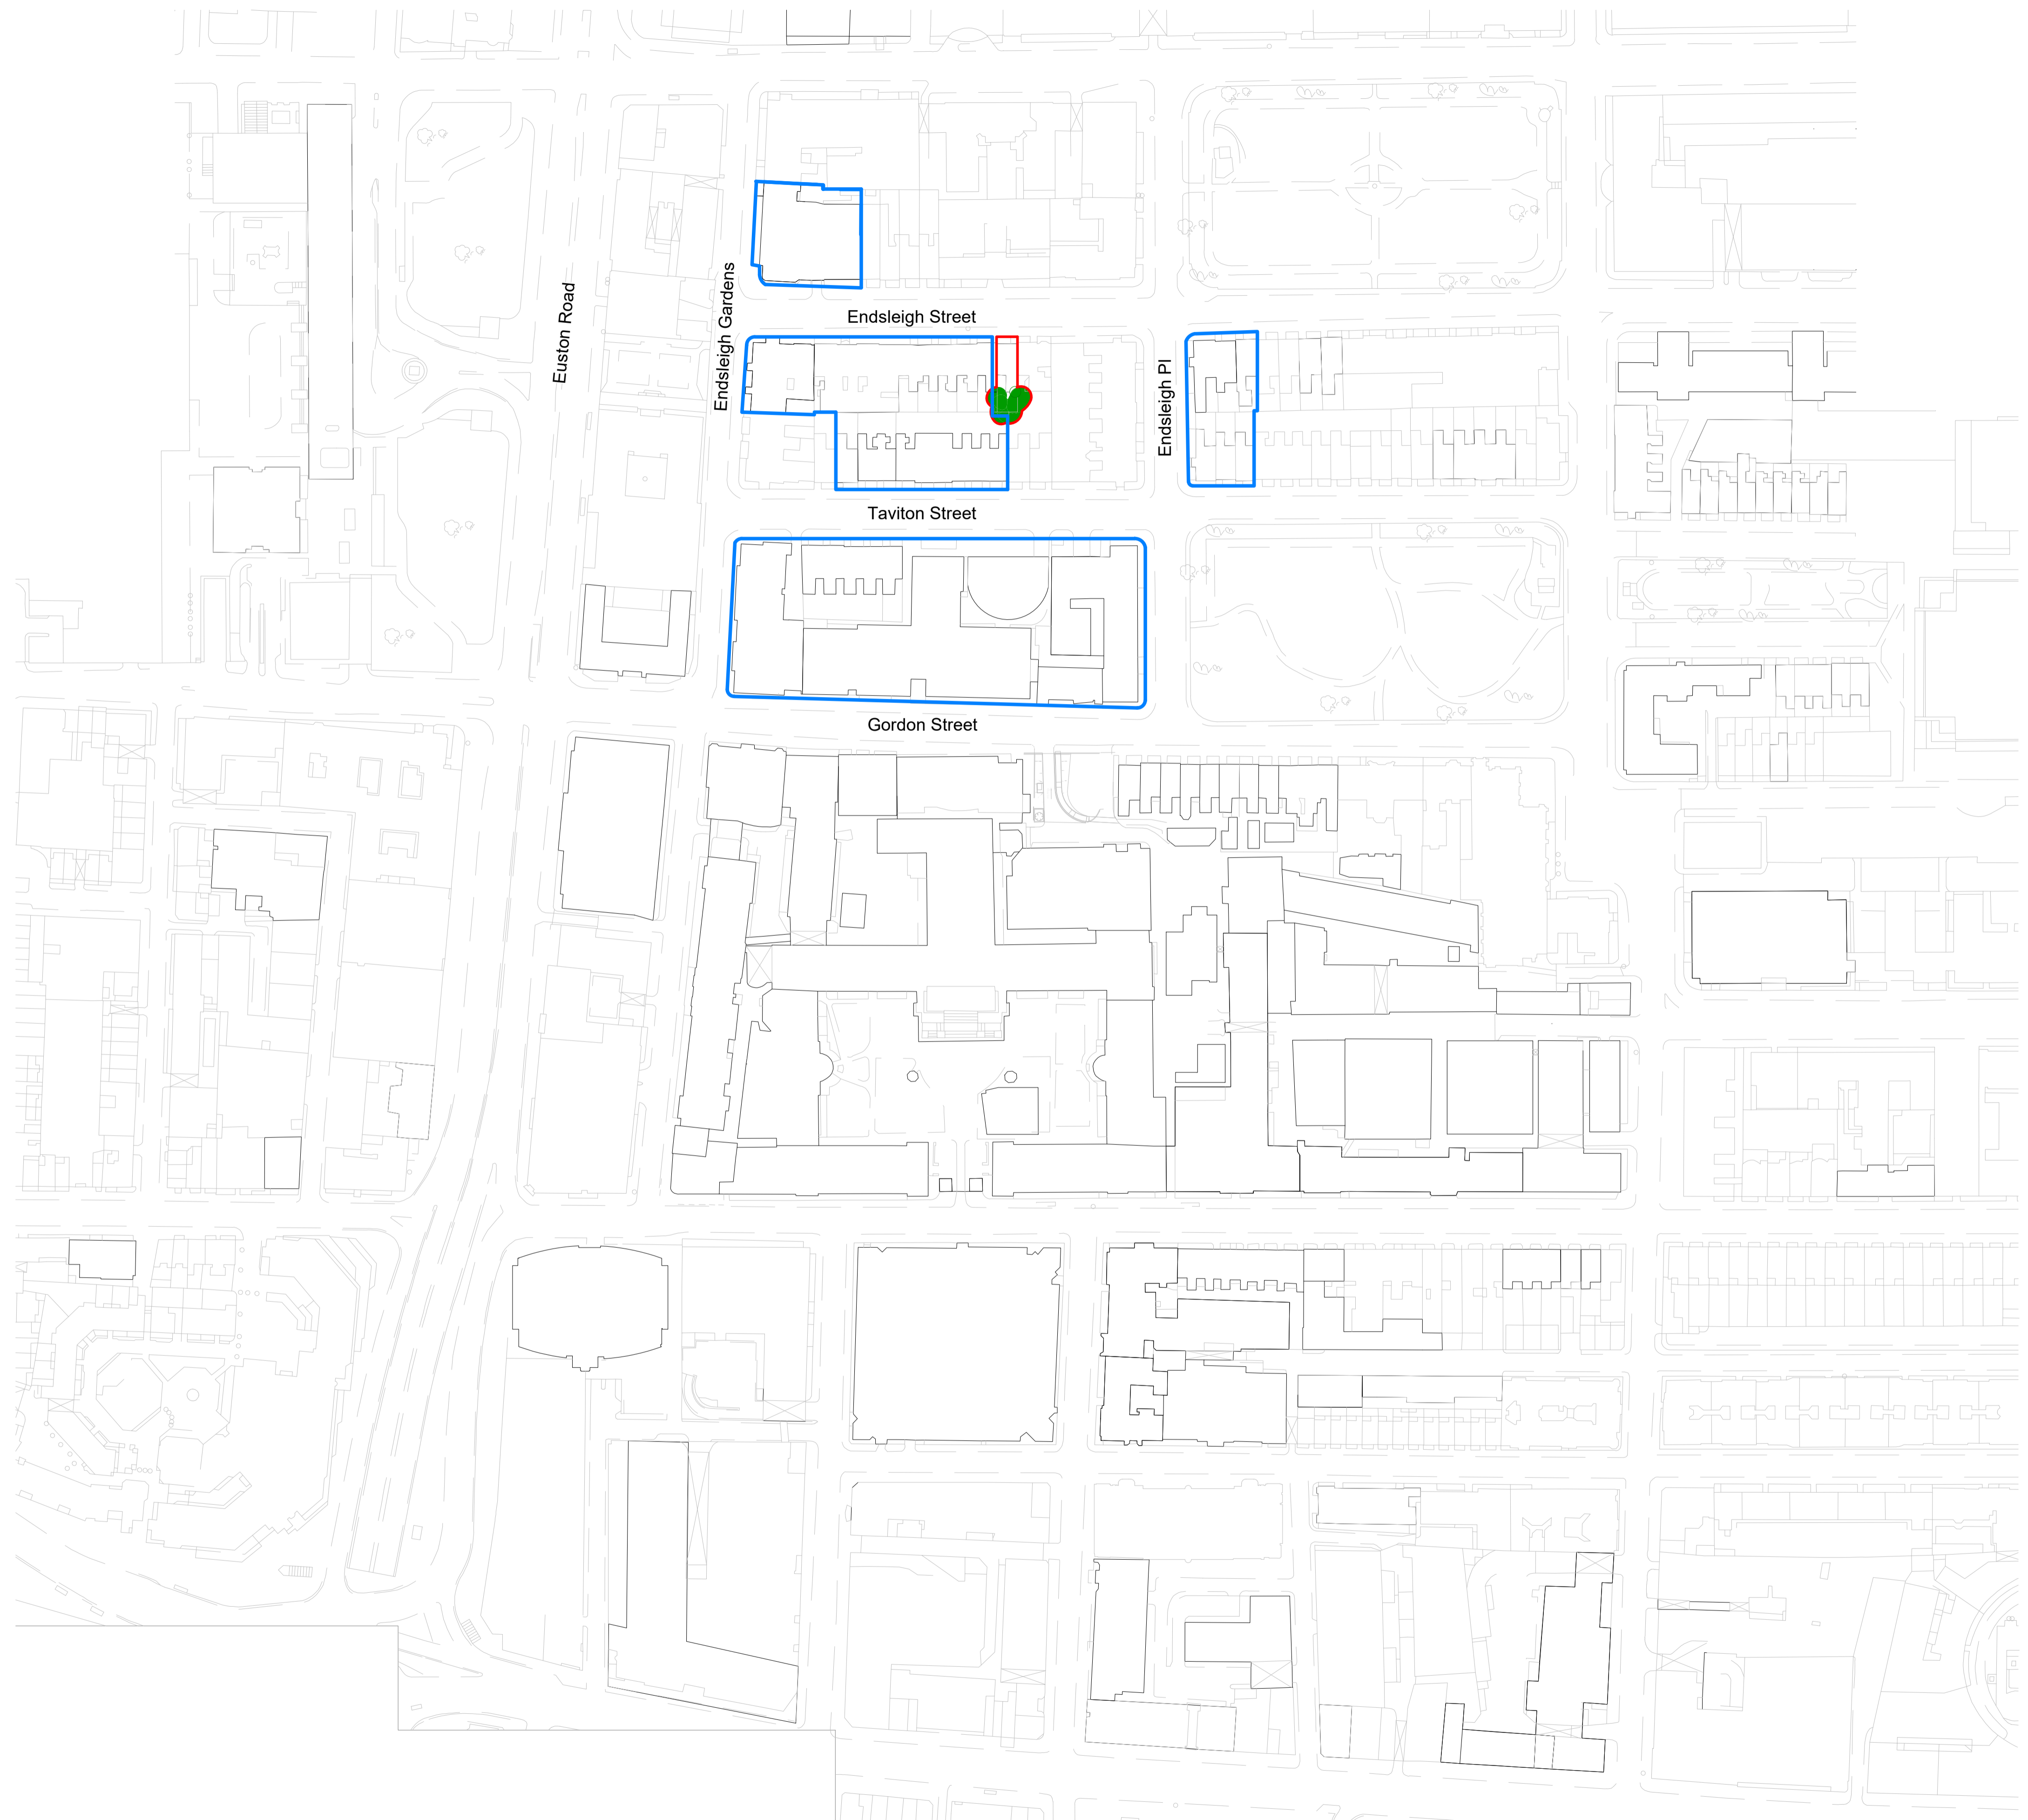 Endsleigh Street
Euston Road
Endsleigh Gardens
Endsleigh Pl
Taviton Street
Gordon Street